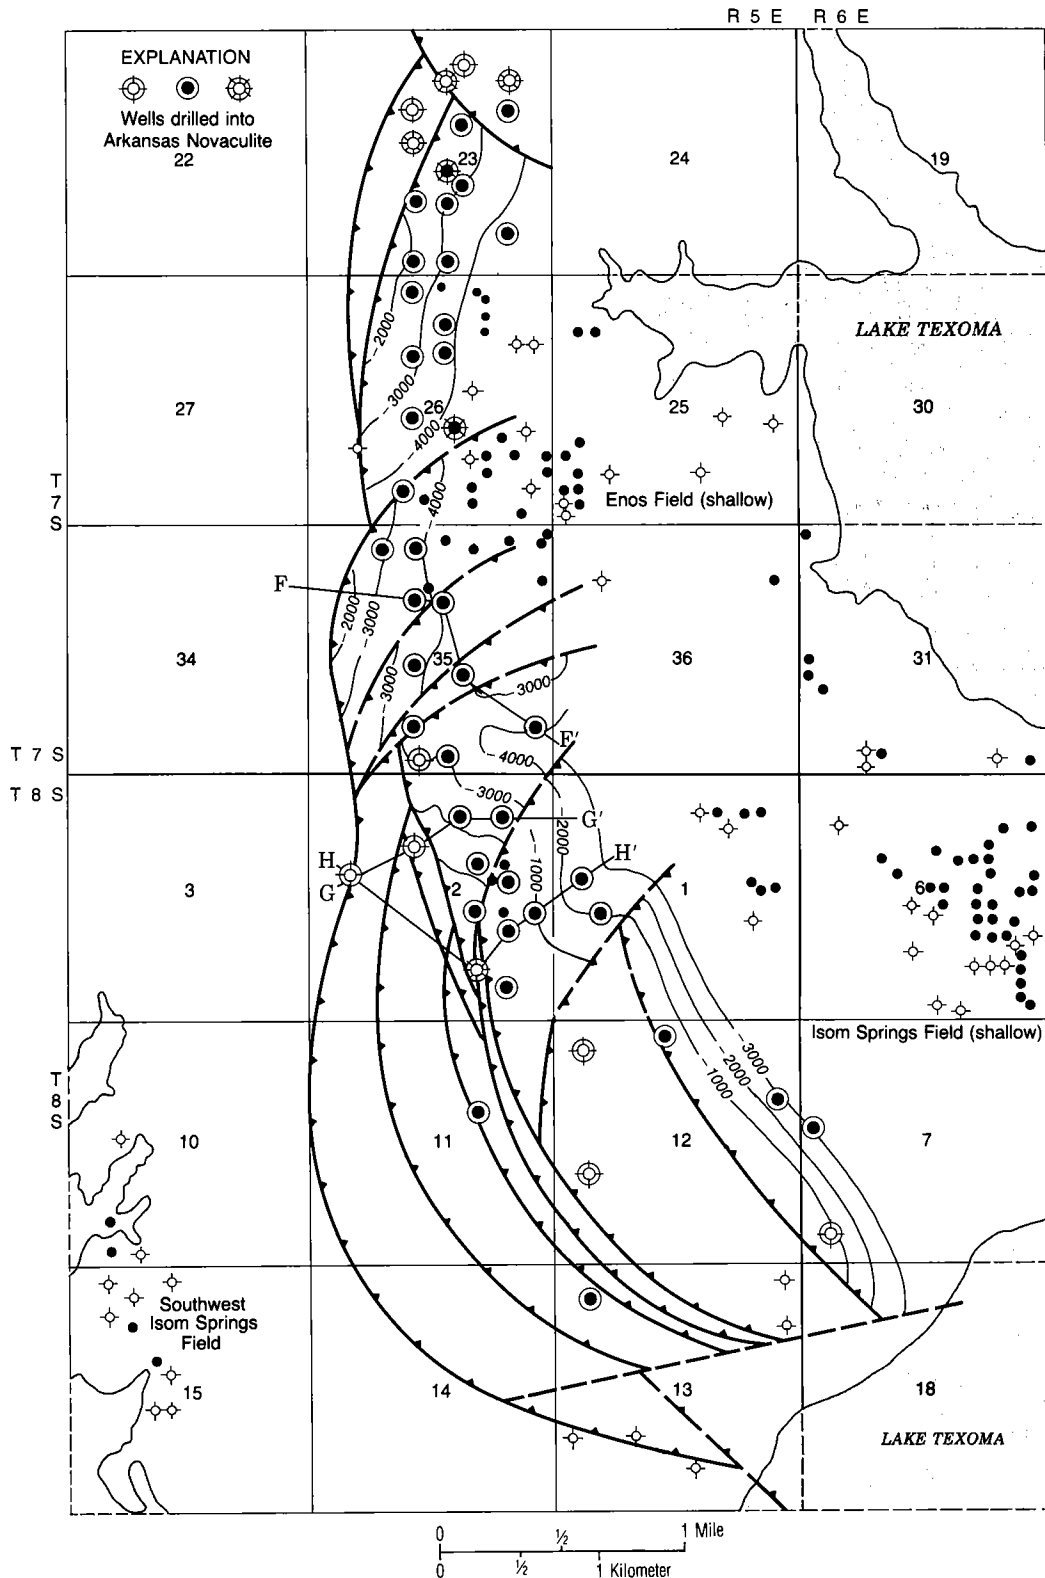 R 5 E R 6 E
EXPLANATION
Wells drilled into
Arkansas Novaculite
22
23
24
19
-2000
-3000
-4000
LAKE TEXOMA
27
26
25
30
T
7
S
-4000
Enos Field (shallow)
F
-2000
-3000
34
35
36
31
-3000
-3000
F'
T 7 S
-4000
T 8 S
-3000
-2000
G'
H
H'
-1000
G
3
2
1
6
Isom Springs Field (shallow)
T
8
S
3000
2000
1000
10
11
12
7
Southwest
Isom Springs
Field
15
14
13
18
LAKE TEXOMA
0 ½ 1 Mile
0 ½ 1 Kilometer